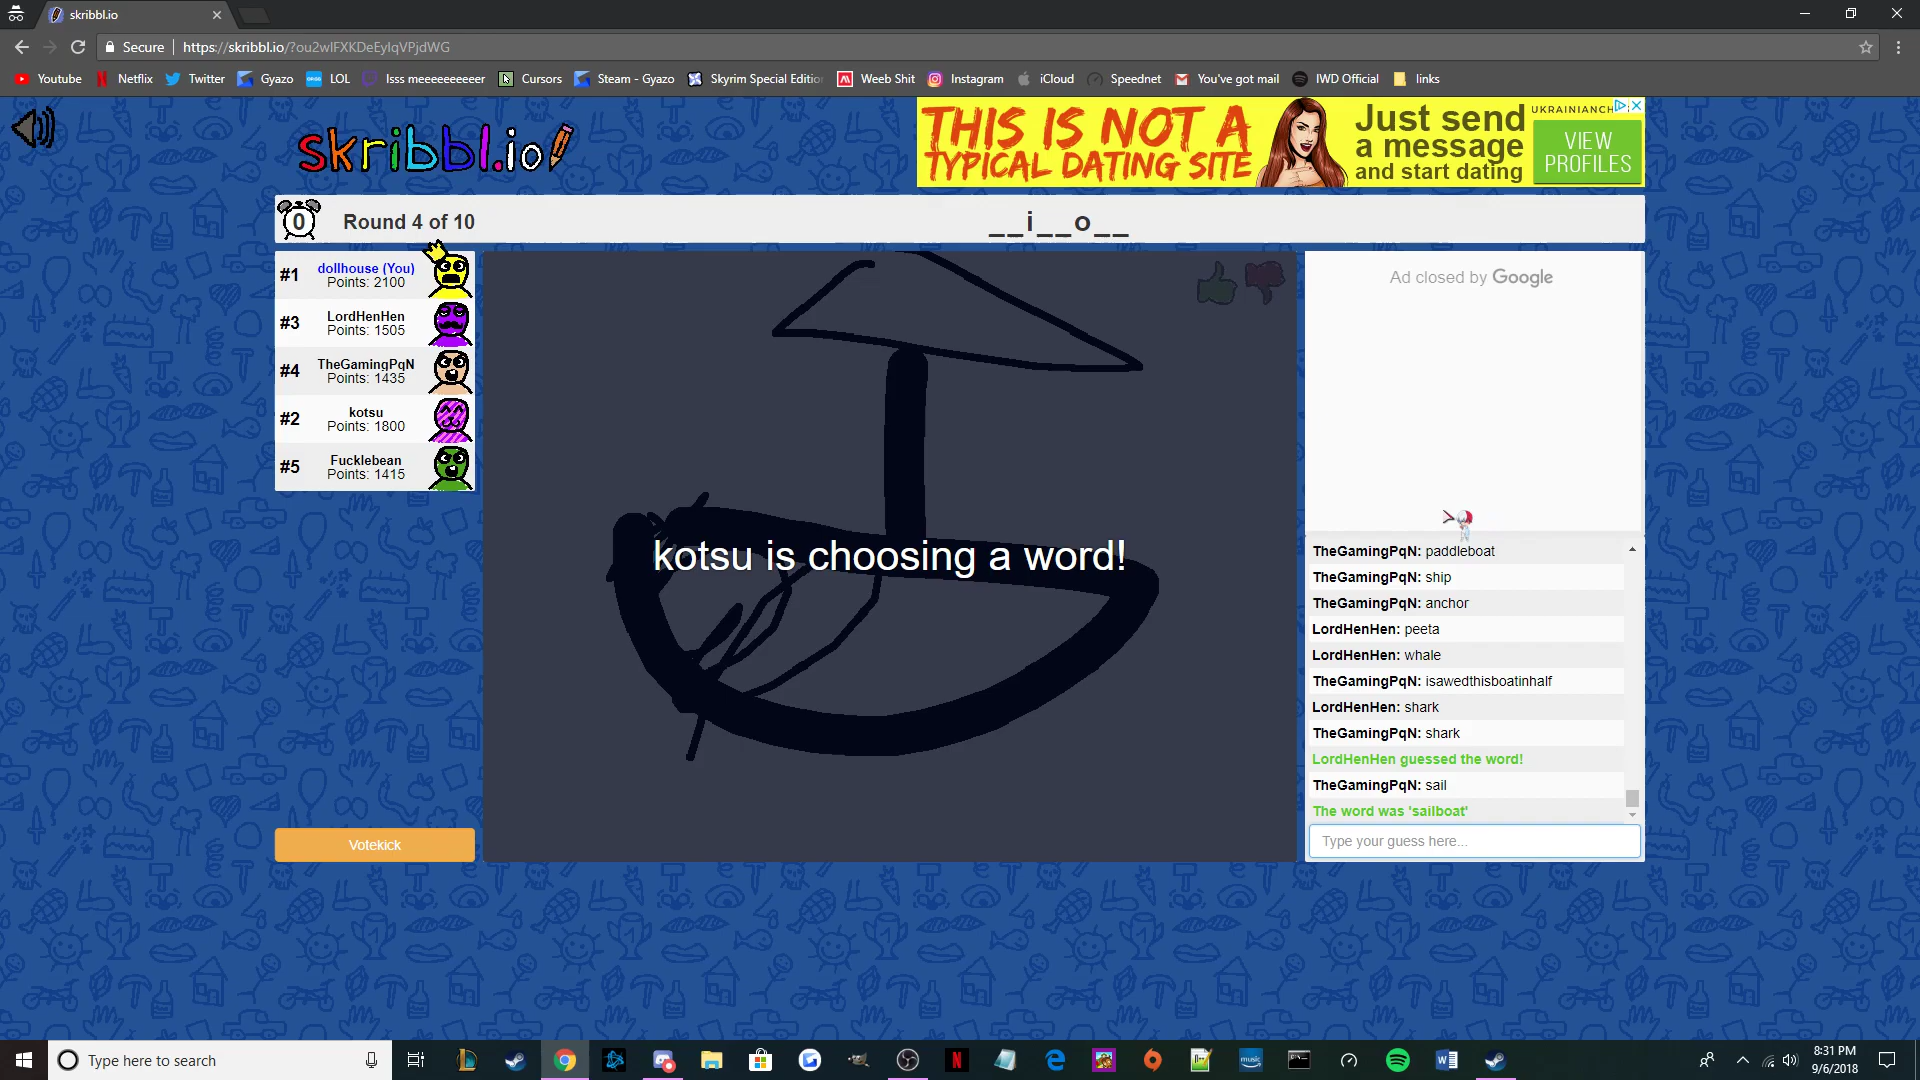 skribbl.io
Secure https://skribbl.io/?ou2wlFXKDeEyIqVPjdWG
Youtube Netflix Twitter Gyazo LOL Isss meeeeeeeeeer Cursors Steam - Gyazo Skyrim Special Editio Weeb Shit Instagram iCloud Speednet You've got mail IWD Official links
skribbl.io
THIS IS NOT A
TYPICAL DATING SITE
Just send
a message
and start dating
UKRAINIANCH
VIEW
PROFILES
0 Round 4 of 10 __i__o__
#1 dollhouse (You)
Points: 2100
#3 LordHenHen
Points: 1505
#4 TheGamingPqN
Points: 1435
#2 kotsu
Points: 1800
#5 Fucklebean
Points: 1415
Votekick
kotsu is choosing a word!
Ad closed by Google
TheGamingPqN: paddleboat
TheGamingPqN: ship
TheGamingPqN: anchor
LordHenHen: peeta
LordHenHen: whale
TheGamingPqN: isawedthisboatinhalf
LordHenHen: shark
TheGamingPqN: shark
LordHenHen guessed the word!
TheGamingPqN: sail
The word was 'sailboat'
Type your guess here...
Type here to search
8:31 PM
9/6/2018